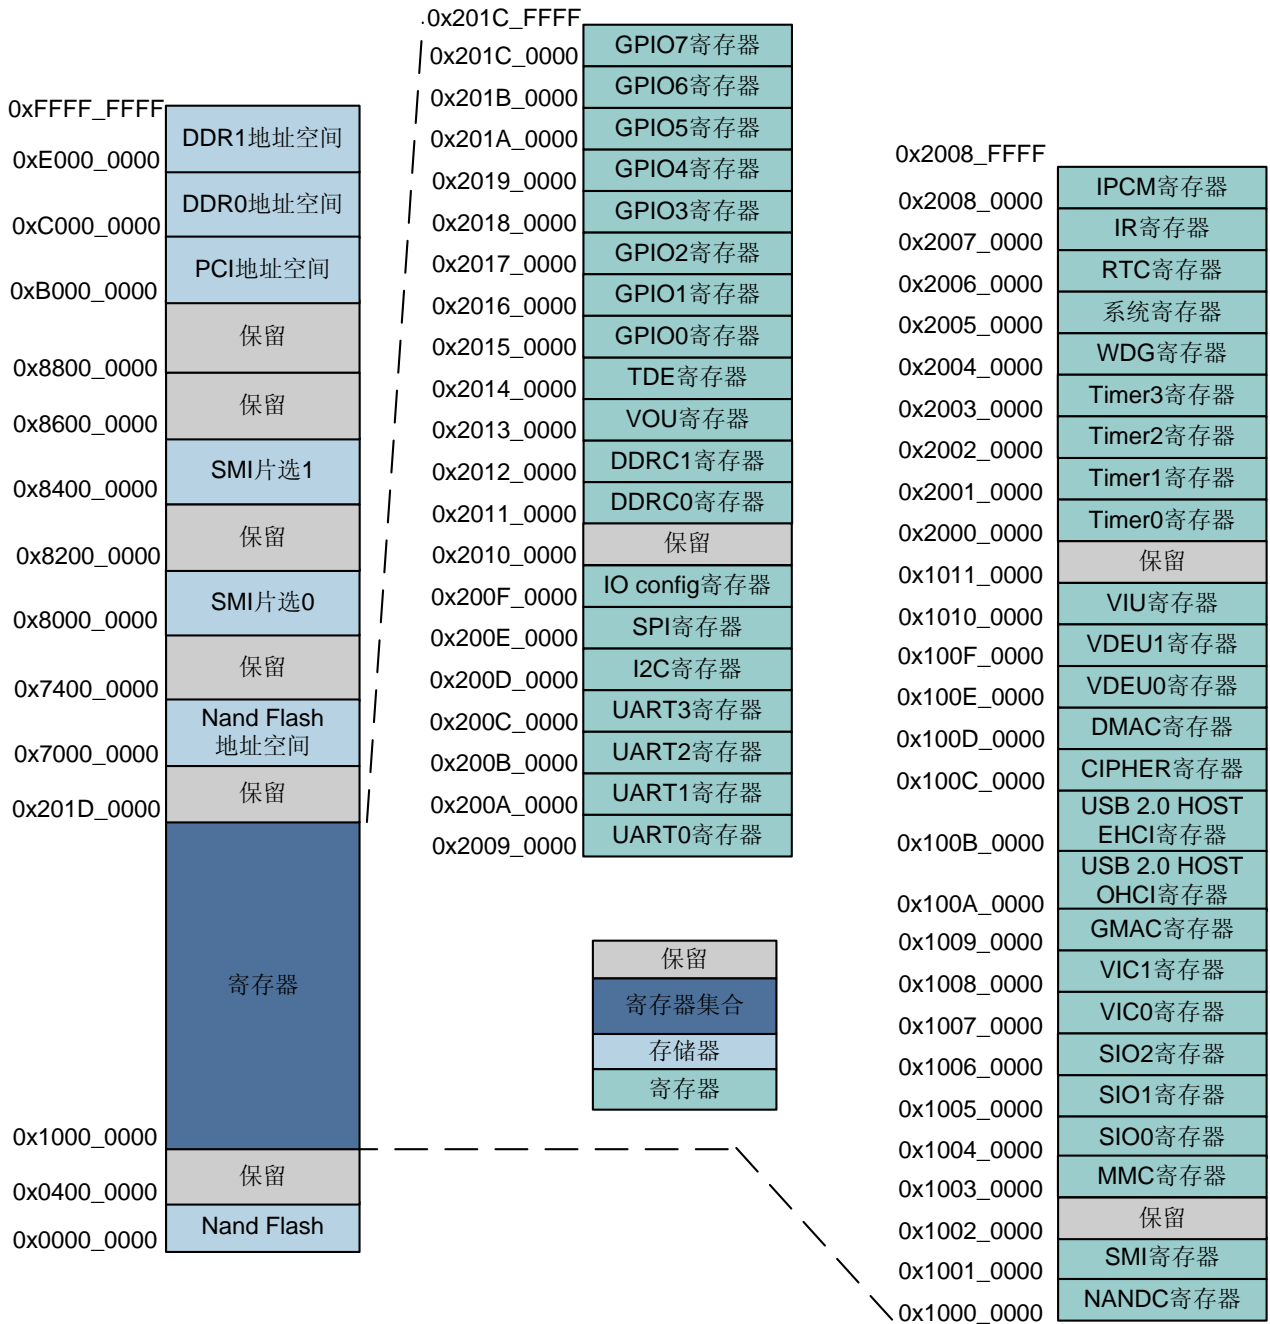 0xFFFF_FFFF
DDR1地址空间
0xE000_0000
DDR0地址空间
0xC000_0000
PCI地址空间
0xB000_0000
保留
0x8800_0000
保留
0x8600_0000
SMI片选1
0x8400_0000
保留
0x8200_0000
SMI片选0
0x8000_0000
保留
0x7400_0000
Nand Flash
地址空间
0x7000_0000
保留
0x201D_0000
寄存器
0x1000_0000
保留
0x0400_0000
Nand Flash
0x0000_0000
0x201C_FFFF
GPIO7寄存器
0x201C_0000
GPIO6寄存器
0x201B_0000
GPIO5寄存器
0x201A_0000
GPIO4寄存器
0x2019_0000
GPIO3寄存器
0x2018_0000
GPIO2寄存器
0x2017_0000
GPIO1寄存器
0x2016_0000
GPIO0寄存器
0x2015_0000
TDE寄存器
0x2014_0000
VOU寄存器
0x2013_0000
DDRC1寄存器
0x2012_0000
DDRC0寄存器
0x2011_0000
保留
0x2010_0000
IO config寄存器
0x200F_0000
SPI寄存器
0x200E_0000
I2C寄存器
0x200D_0000
UART3寄存器
0x200C_0000
UART2寄存器
0x200B_0000
UART1寄存器
0x200A_0000
UART0寄存器
0x2009_0000
保留
寄存器集合
存储器
寄存器
0x2008_FFFF
IPCM寄存器
0x2008_0000
IR寄存器
0x2007_0000
RTC寄存器
0x2006_0000
系统寄存器
0x2005_0000
WDG寄存器
0x2004_0000
Timer3寄存器
0x2003_0000
Timer2寄存器
0x2002_0000
Timer1寄存器
0x2001_0000
Timer0寄存器
0x2000_0000
保留
0x1011_0000
VIU寄存器
0x1010_0000
VDEU1寄存器
0x100F_0000
VDEU0寄存器
0x100E_0000
DMAC寄存器
0x100D_0000
CIPHER寄存器
0x100C_0000
USB 2.0 HOST
EHCI寄存器
0x100B_0000
USB 2.0 HOST
OHCI寄存器
0x100A_0000
GMAC寄存器
0x1009_0000
VIC1寄存器
0x1008_0000
VIC0寄存器
0x1007_0000
SIO2寄存器
0x1006_0000
SIO1寄存器
0x1005_0000
SIO0寄存器
0x1004_0000
MMC寄存器
0x1003_0000
保留
0x1002_0000
SMI寄存器
0x1001_0000
NANDC寄存器
0x1000_0000